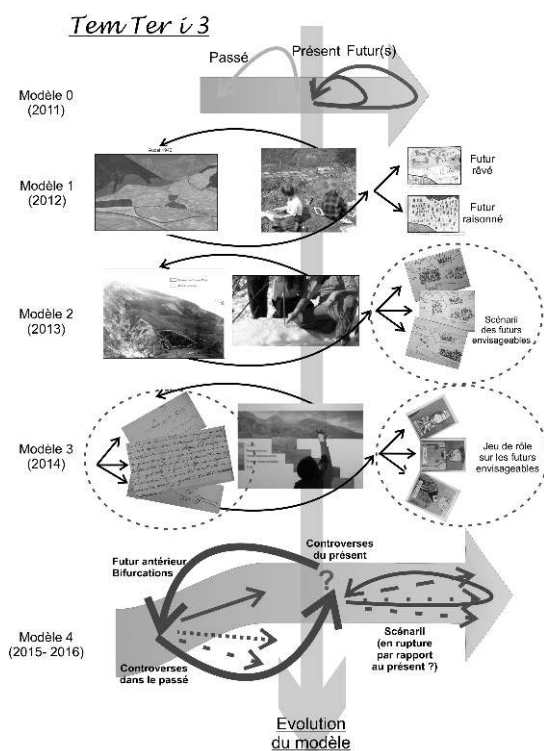 Tem Ter i 3
Passé
Présent Futur(s)
Modèle 0
(2011)
Modèle 1
(2012)
Futur
rêvé
Futur
raisonné
Modèle 2
(2013)
Scénarii
des futurs
envisageables
Modèle 3
(2014)
Jeu de rôle
sur les futurs
envisageables
Controverses
du présent
Futur antérieur
Bifurcations
?
Modèle 4
(2015- 2016)
Controverses
dans le passé
Scénarii
(en rupture
par rapport
au présent ?)
Evolution
du modèle